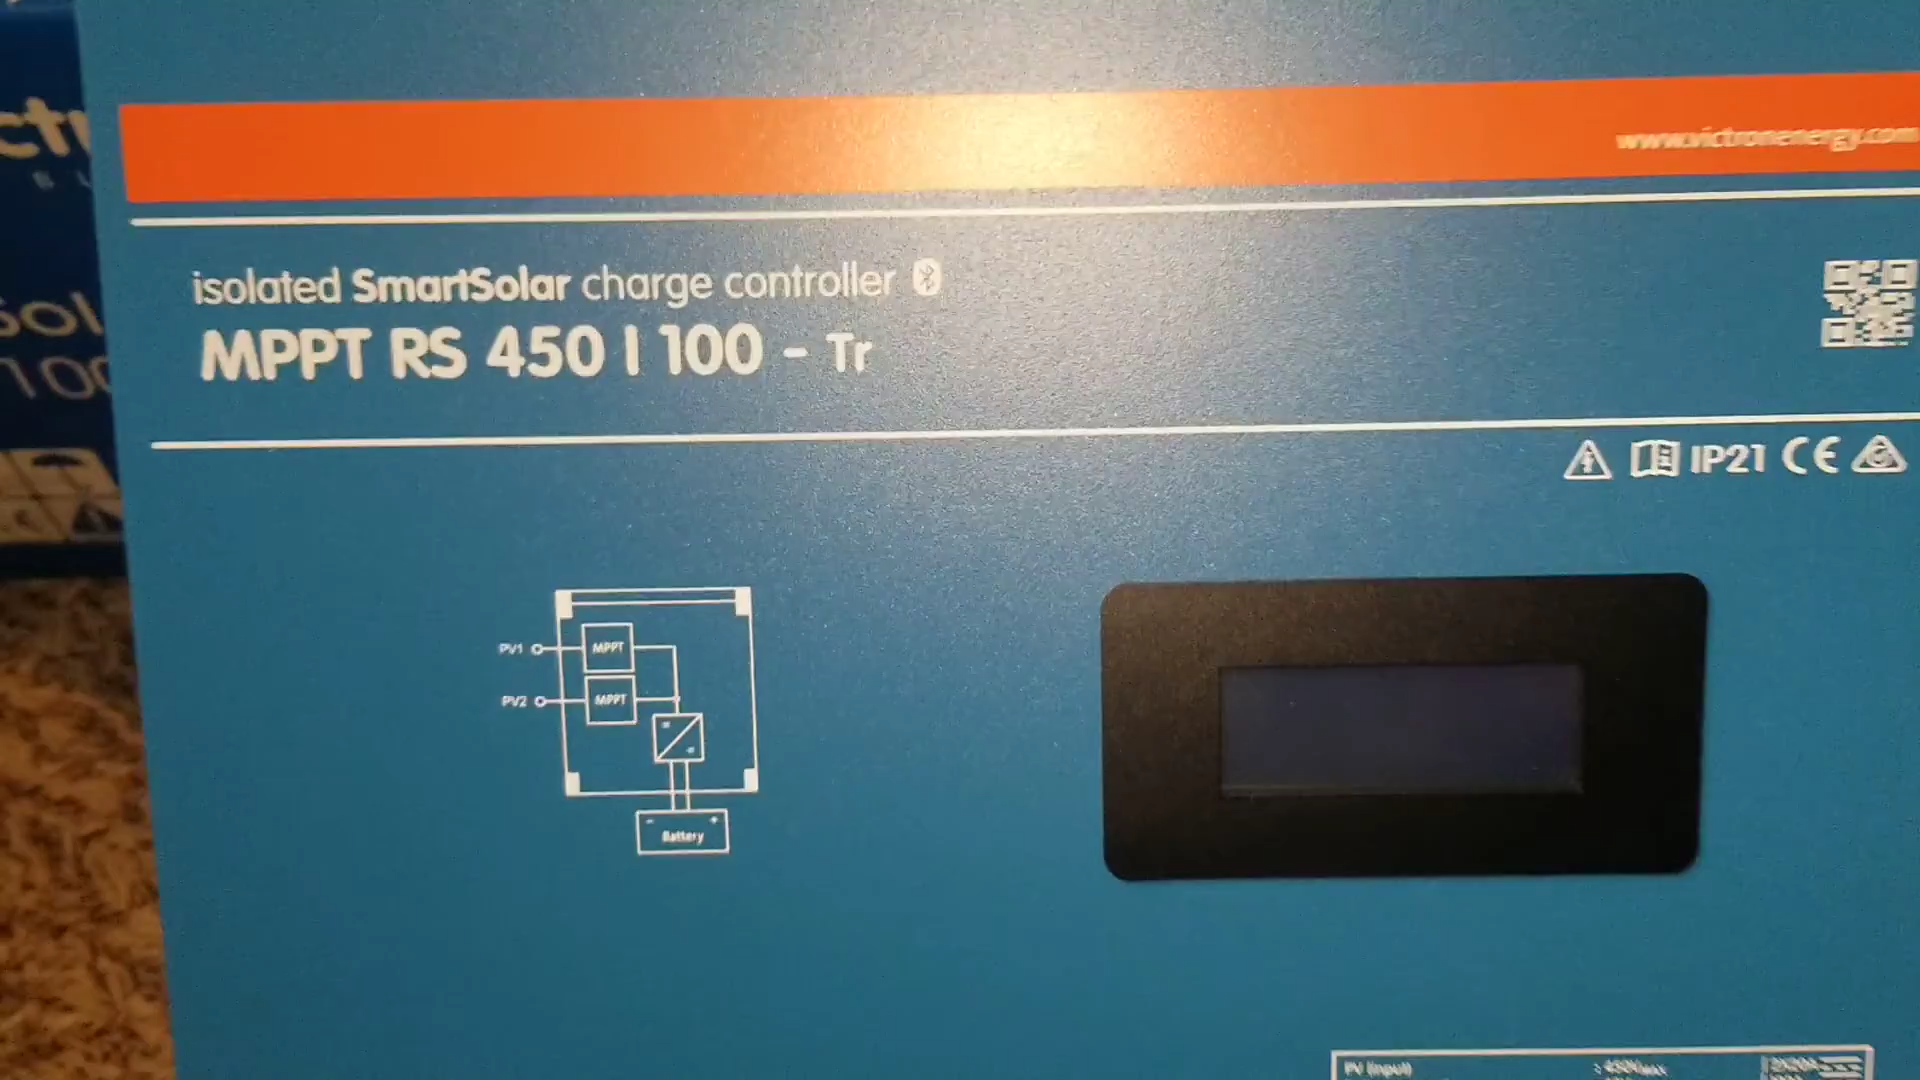 www.victronenergy.com
isolated SmartSolar charge controller
MPPT RS 450 | 100 - Tr
IP21 CE
PV1
MPPT
PV2
MPPT
- +
Battery
PV (input)
100